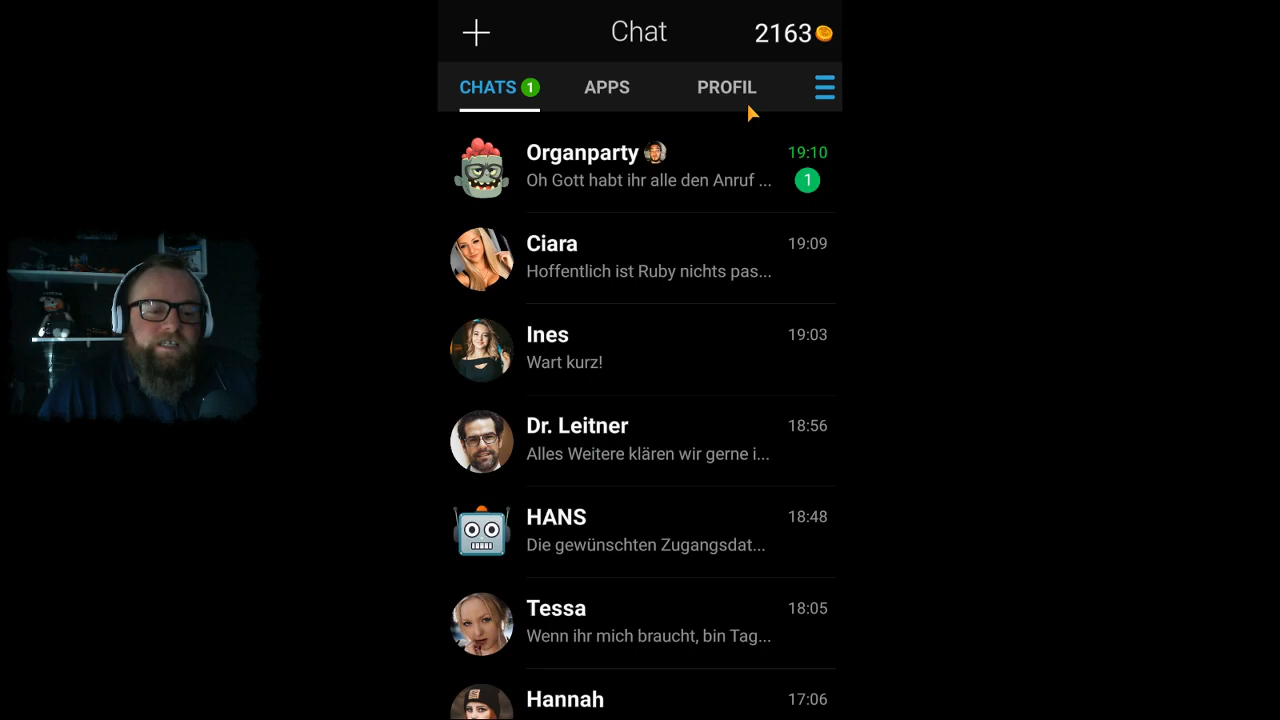 Chat
2163
CHATS 1
APPS
PROFIL
Organparty
19:10
Oh Gott habt ihr alle den Anruf ...
1
Ciara
19:09
Hoffentlich ist Ruby nichts pas...
Ines
19:03
Wart kurz!
Dr. Leitner
18:56
Alles Weitere klären wir gerne i...
HANS
18:48
Die gewünschten Zugangsdat...
Tessa
18:05
Wenn ihr mich braucht, bin Tag...
Hannah
17:06